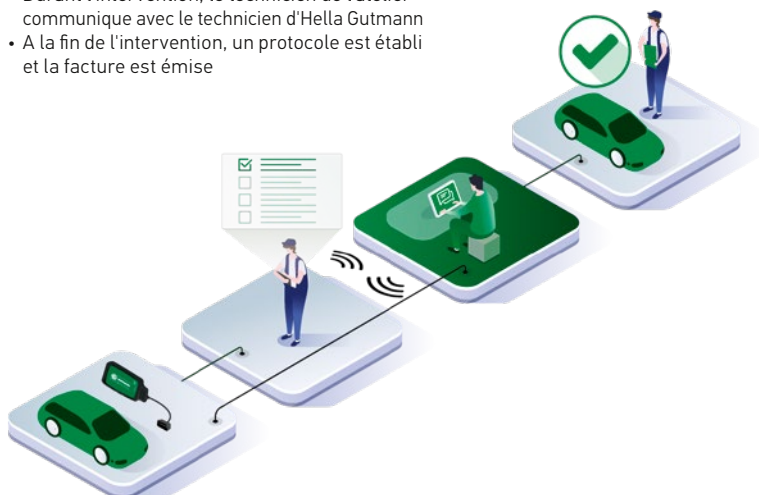 communique avec le technicien d'Hella Gutmann
• A la fin de l'intervention, un protocole est établi
et la facture est émise